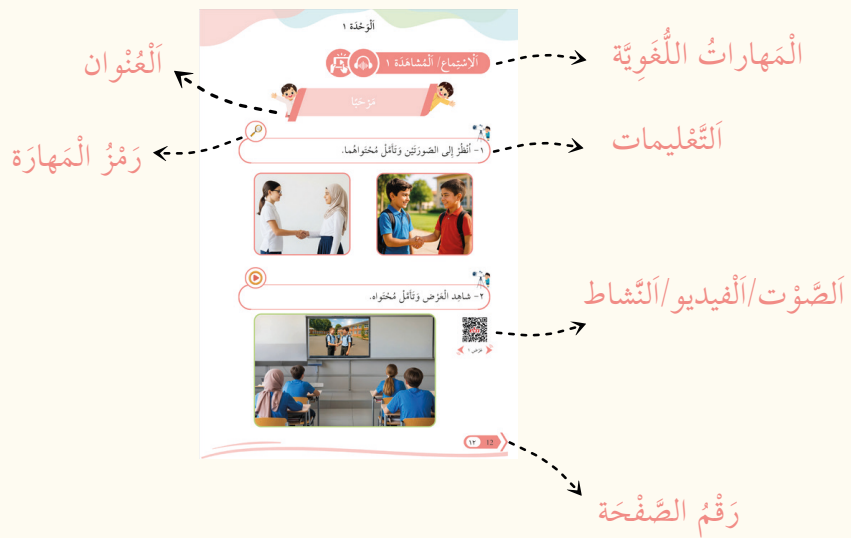 اَلْوَحْدَة ١
اَلْاِسْتِماع/ اَلْمُشاهَدَة ١
اَلْمَهاراتُ اللُّغَوِيَّة
اَلْعُنْوان
مَرْحَبًا
١- اُنْظُرْ إِلى الصّورَتَيْنِ وَتَأَمَّلْ مُحْتَواهُما.
اَلتَّعْليمات
رَمْزُ الْمَهارَة
٢- شاهِدِ الْعَرْضَ وَتَأَمَّلْ مُحْتَواه.
اَلصَّوْت/اَلْفيديو/اَلنَّشاط
عَرْض ١
12 ١٢
رَقْمُ الصَّفْحَة